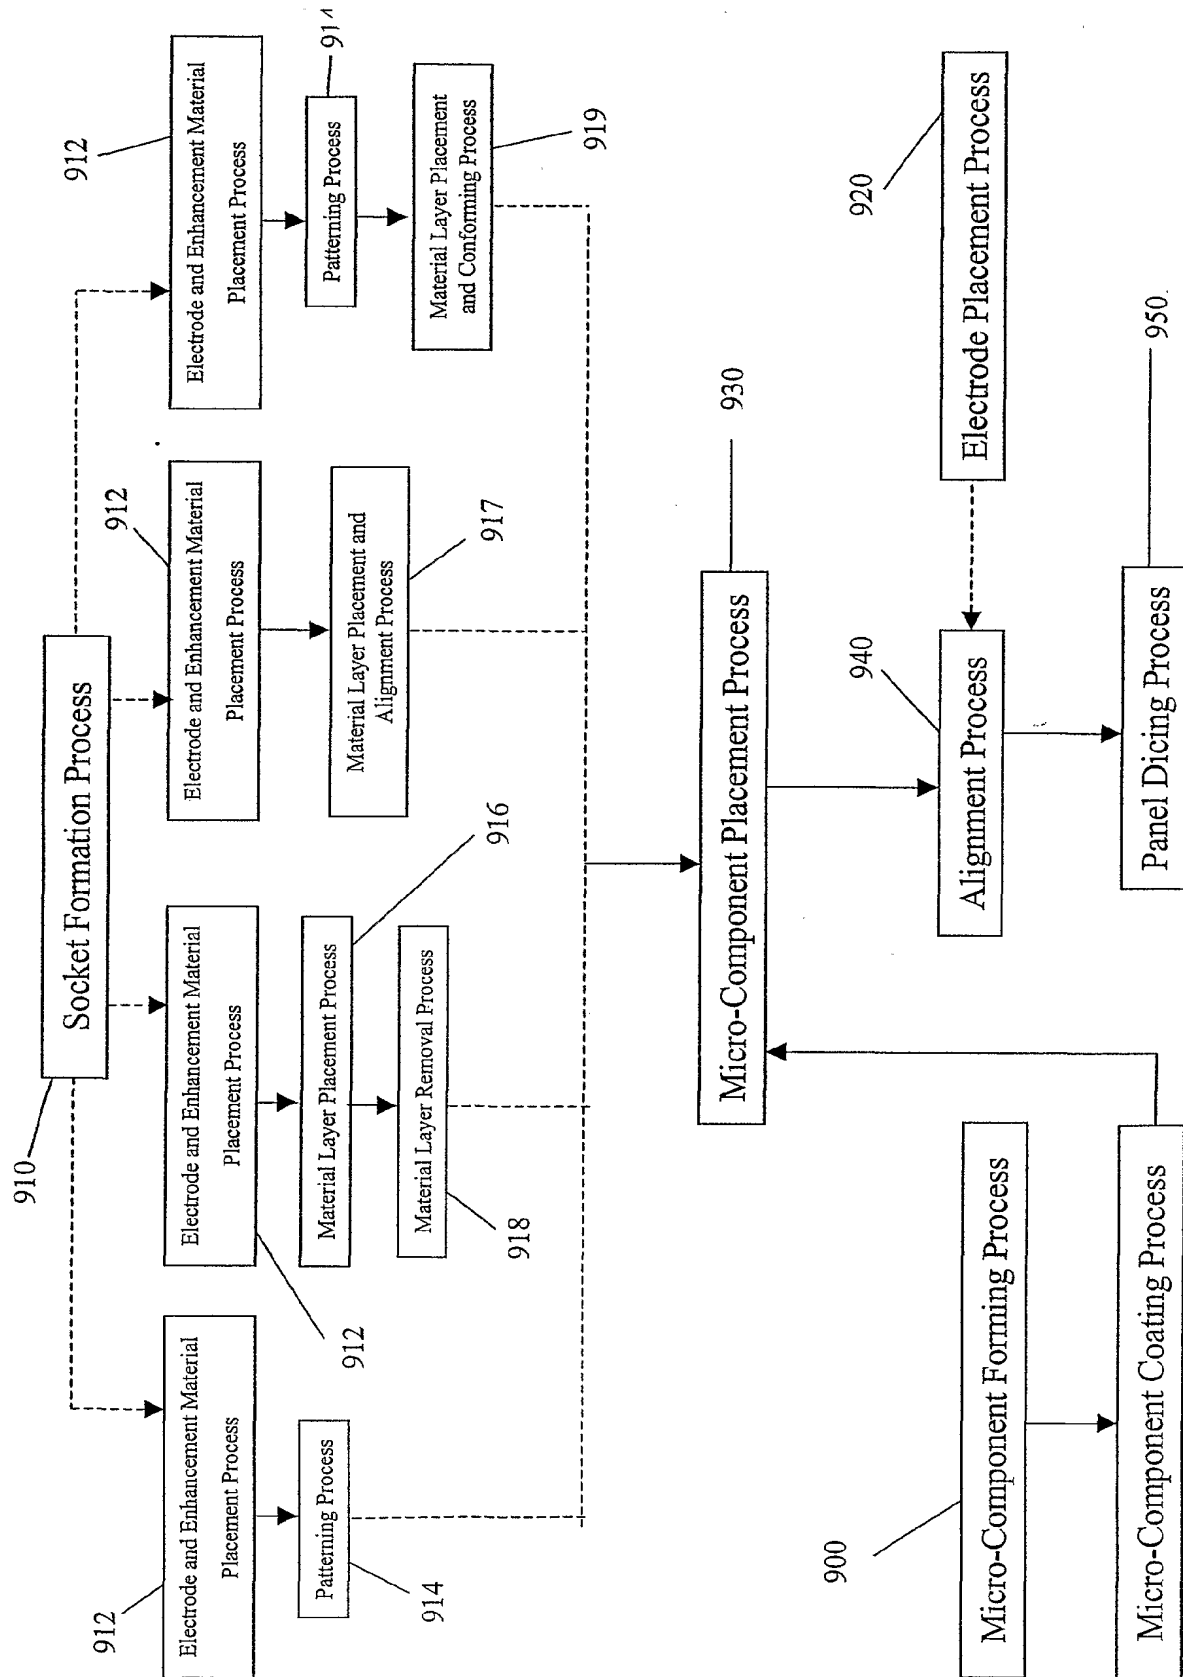 910
Socket Formation Process
912
Electrode and Enhancement Material
Placement Process
914
Patterning Process
912
Electrode and Enhancement Material
Placement Process
916
Material Layer Placement Process
918
Material Layer Removal Process
912
Electrode and Enhancement Material
Placement Process
917
Material Layer Placement and
Alignment Process
912
Electrode and Enhancement Material
Placement Process
914
Patterning Process
919
Material Layer Placement
and Conforming Process
930
Micro-Component Placement Process
900
Micro-Component Forming Process
Micro-Component Coating Process
940
Alignment Process
920
Electrode Placement Process
950.
Panel Dicing Process